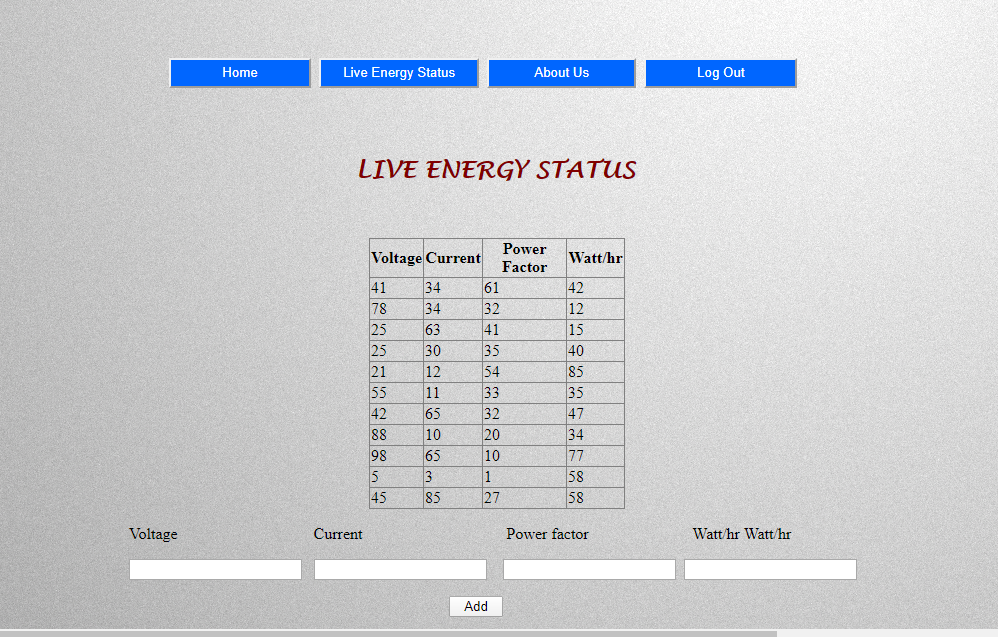 Home Live Energy Status About Us Log Out
LIVE ENERGY STATUS
Voltage Current Power Factor Watt/hr
41 34 61 42
78 34 32 12
25 63 41 15
25 30 35 40
21 12 54 85
55 11 33 35
42 65 32 47
88 10 20 34
98 65 10 77
5 3 1 58
45 85 27 58
Voltage Current Power factor Watt/hr Watt/hr
Add